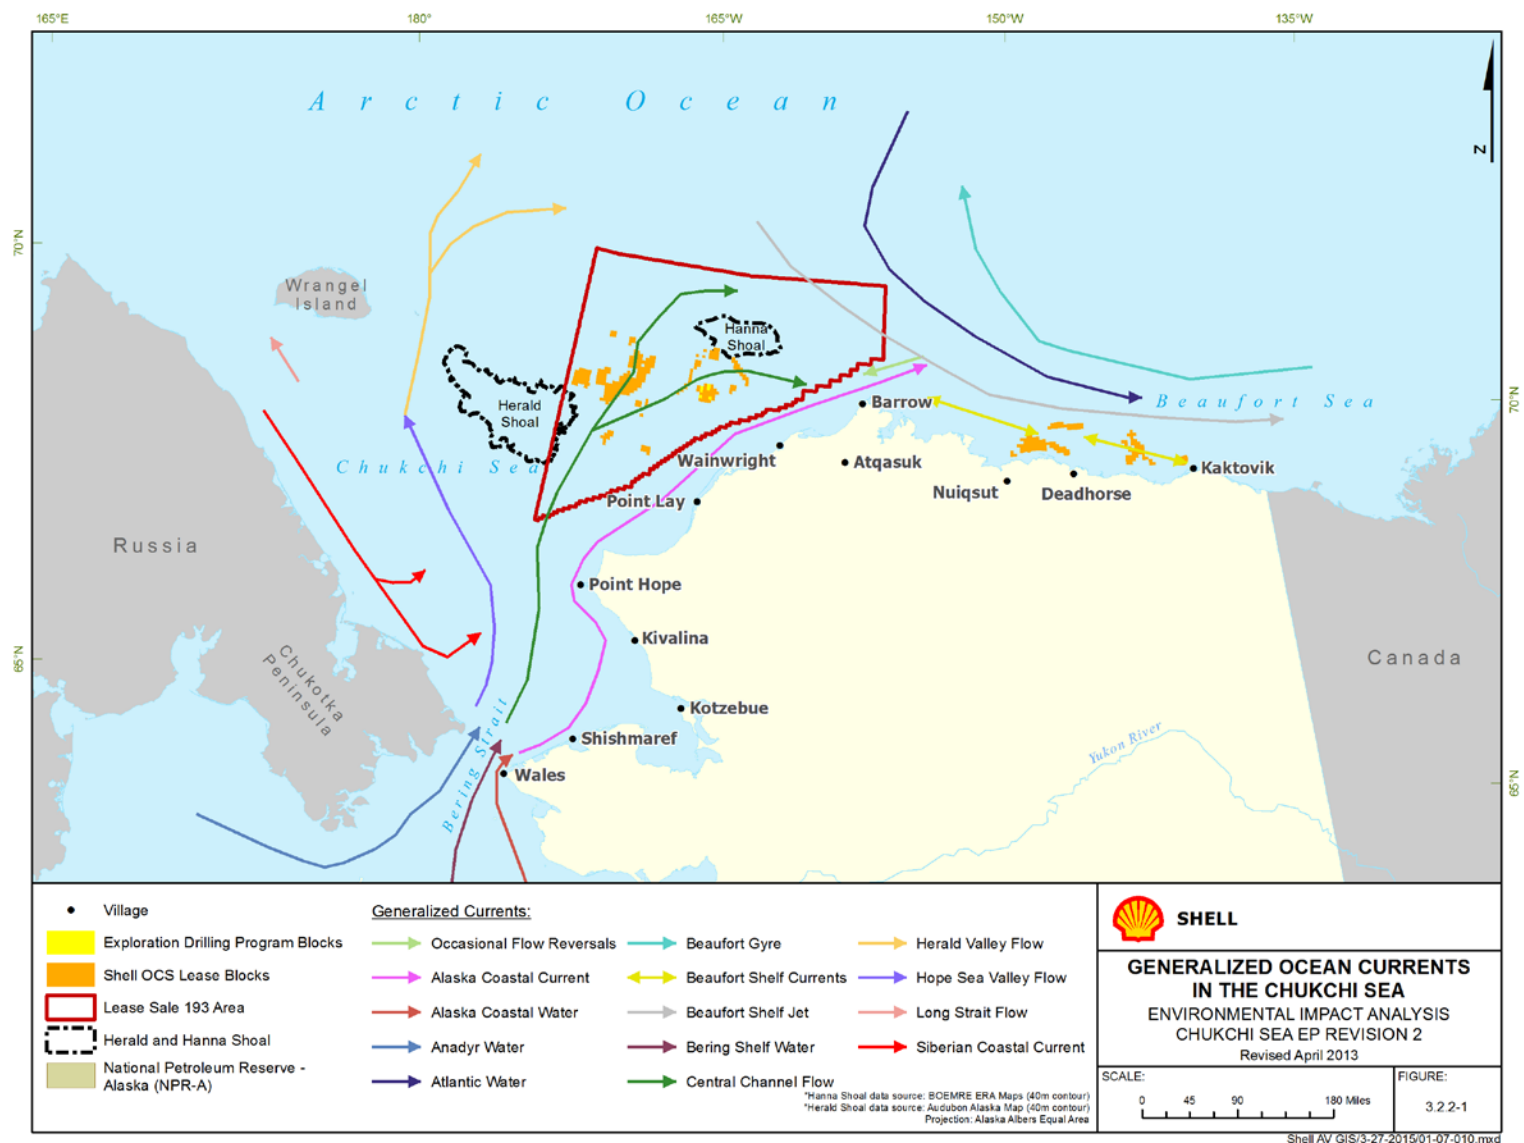 165°E
180°
165°W
150°W
135°W
Arctic Ocean
N
70°N
70°N
Wrangel
Island
Hanna
Shoal
Herald
Shoal
Barrow
Beaufort Sea
Chukchi Sea
Wainwright
Atqasuk
Kaktovik
Nuiqsut
Deadhorse
Point Lay
Russia
Point Hope
Kivalina
65°N
Canada
Chukotka
Peninsula
Kotzebue
Bering Strait
Shishmaref
Yukon River
Wales
65°N
Village
Exploration Drilling Program Blocks
Shell OCS Lease Blocks
Lease Sale 193 Area
Herald and Hanna Shoal
National Petroleum Reserve -
Alaska (NPR-A)
Generalized Currents:
Occasional Flow Reversals
Alaska Coastal Current
Alaska Coastal Water
Anadyr Water
Atlantic Water
Beaufort Gyre
Beaufort Shelf Currents
Beaufort Shelf Jet
Bering Shelf Water
Central Channel Flow
Herald Valley Flow
Hope Sea Valley Flow
Long Strait Flow
Siberian Coastal Current
*Hanna Shoal data source: BOEMRE ERA Maps (40m contour)
*Herald Shoal data source: Audubon Alaska Map (40m contour)
Projection: Alaska Albers Equal Area
SHELL
GENERALIZED OCEAN CURRENTS
IN THE CHUKCHI SEA
ENVIRONMENTAL IMPACT ANALYSIS
CHUKCHI SEA EP REVISION 2
Revised April 2013
SCALE:
0 45 90 180 Miles
FIGURE:
3.2.2-1
Shell AV GIS/3-27-2015/01-07-010.mxd